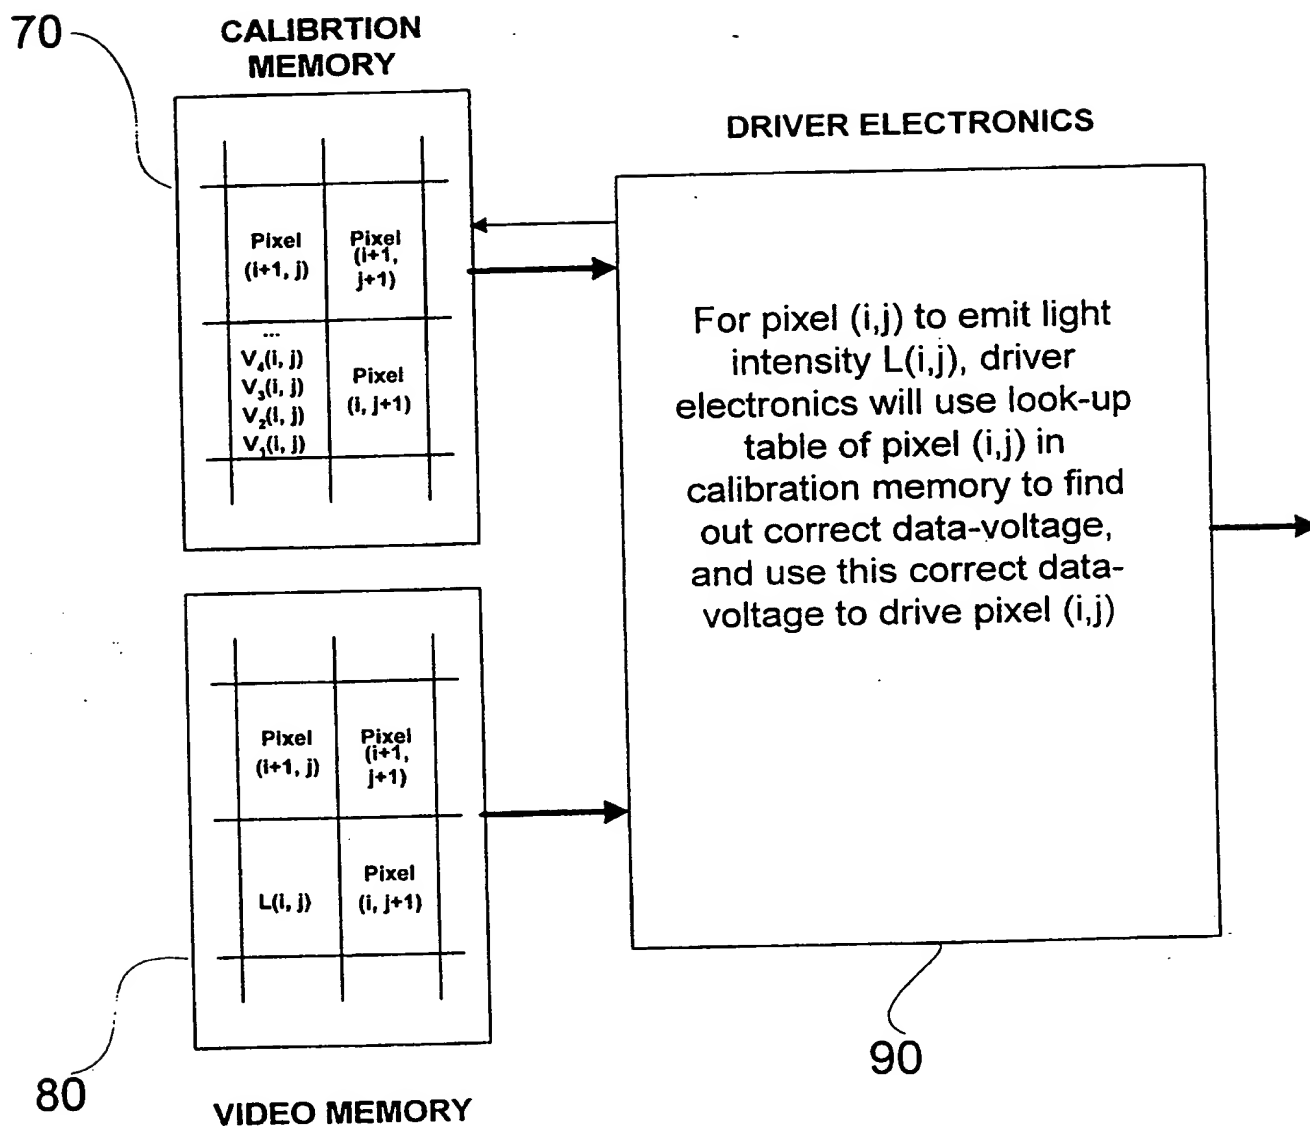 70
CALIBRTION
MEMORY
Pixel
(i+1, j)
Pixel
(i+1,
j+1)
...
V₄(i, j)
V₃(i, j)
V₂(i, j)
V₁(i, j)
Pixel
(i, j+1)
DRIVER ELECTRONICS
For pixel (i,j) to emit light
intensity L(i,j), driver
electronics will use look-up
table of pixel (i,j) in
calibration memory to find
out correct data-voltage,
and use this correct data-
voltage to drive pixel (i,j)
Pixel
(i+1, j)
Pixel
(i+1,
j+1)
L(i, j)
Pixel
(i, j+1)
80
VIDEO MEMORY
90